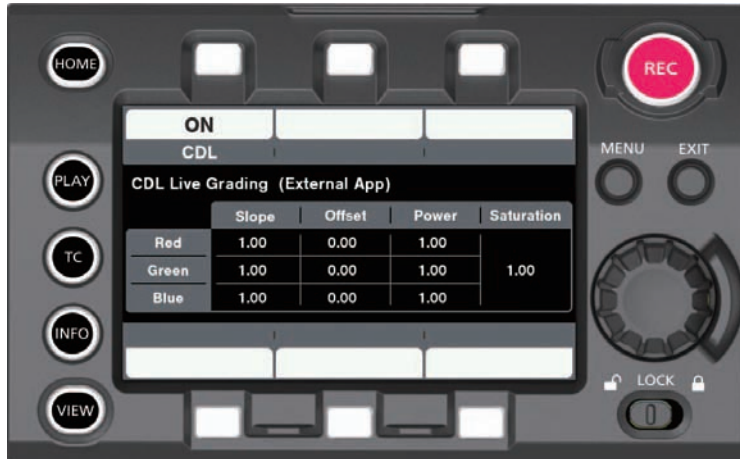 HOME
REC
ON
CDL
MENU EXIT
PLAY
CDL Live Grading (External App)
Slope Offset Power Saturation
Red 1.00 0.00 1.00
TC
Green 1.00 0.00 1.00 1.00
Blue 1.00 0.00 1.00
INFO
LOCK
VIEW